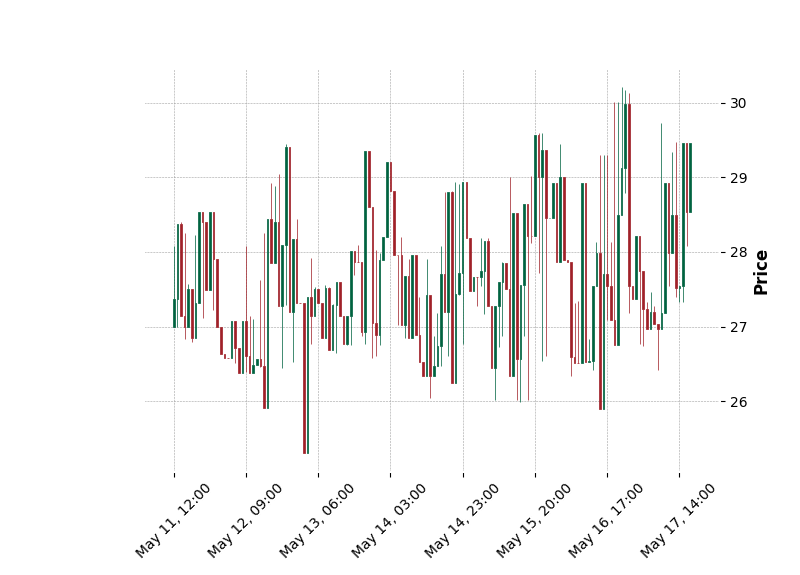 30
29
28
27
26
Price
May 11, 12:00
May 12, 09:00
May 13, 06:00
May 14, 03:00
May 14, 23:00
May 15, 20:00
May 16, 17:00
May 17, 14:00